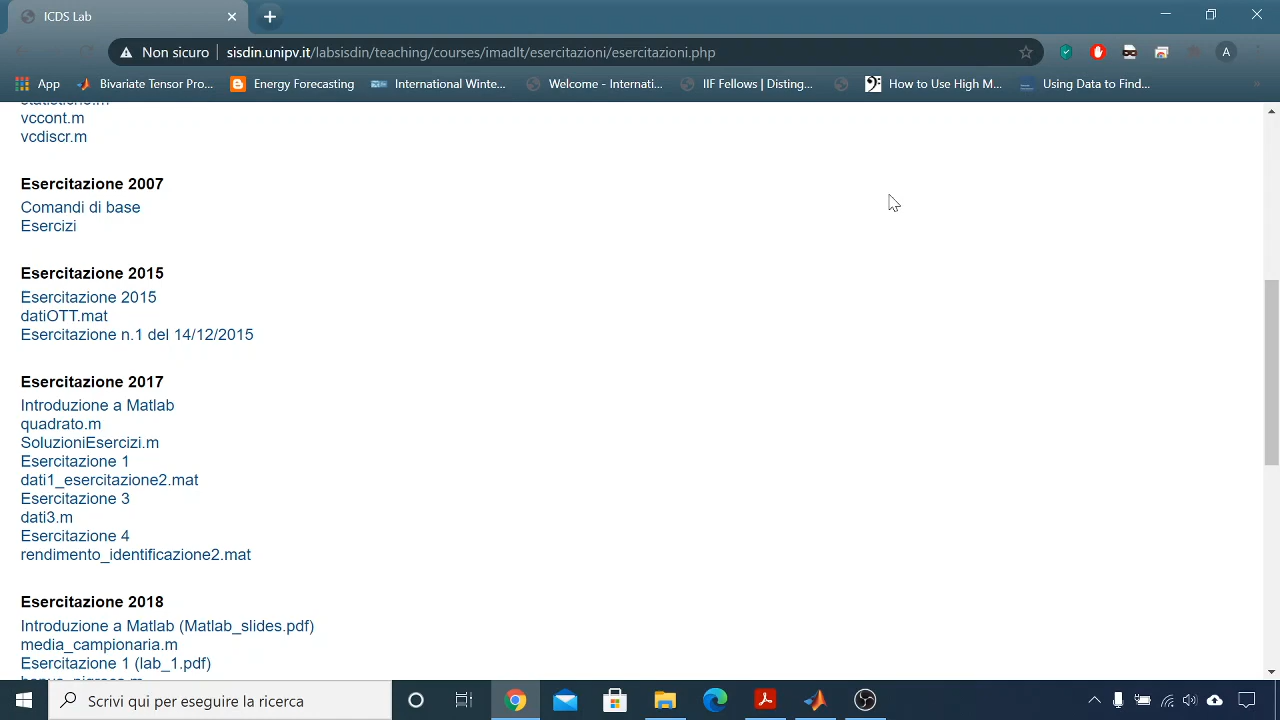 ICDS Lab
Non sicuro
sisdin.unipv.it/labsisdin/teaching/courses/imadlt/esercitazioni/esercitazioni.php
A
App
Bivariate Tensor Pro...
Energy Forecasting
International Winte...
Welcome - Internati...
IIF Fellows | Disting...
How to Use High M...
Using Data to Find...
statistiche.m
vccont.m
vcdiscr.m
Esercitazione 2007
Comandi di base
Esercizi
Esercitazione 2015
Esercitazione 2015
datiOTT.mat
Esercitazione n.1 del 14/12/2015
Esercitazione 2017
Introduzione a Matlab
quadrato.m
SoluzioniEsercizi.m
Esercitazione 1
dati1_esercitazione2.mat
Esercitazione 3
dati3.m
Esercitazione 4
rendimento_identificazione2.mat
Esercitazione 2018
Introduzione a Matlab (Matlab_slides.pdf)
media_campionaria.m
Esercitazione 1 (lab_1.pdf)
Scrivi qui per eseguire la ricerca